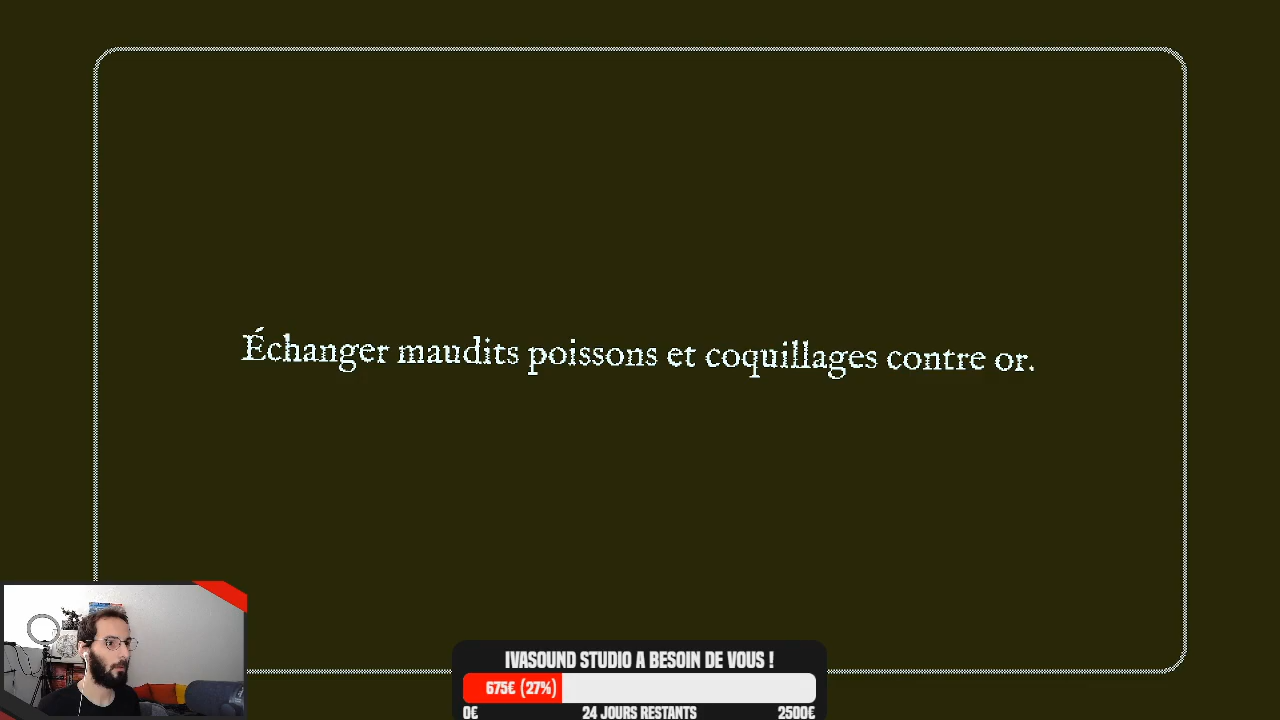 Échanger maudits poissons et coquillages contre or.
IVASOUND STUDIO A BESOIN DE VOUS !
675€ (27%)
0€ 24 JOURS RESTANTS 2500€